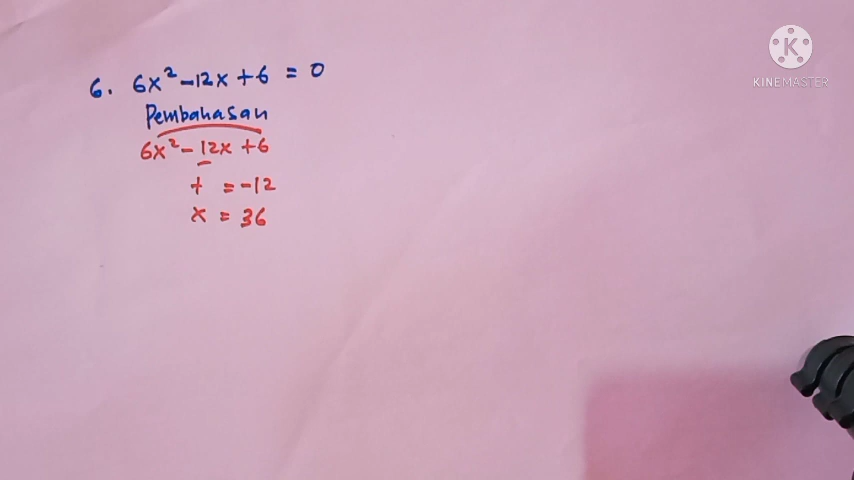 6. 6x² - 12x + 6 = 0
Pembahasan
6x² - 12x + 6
+ = -12
x = 36
K
KINEMASTER